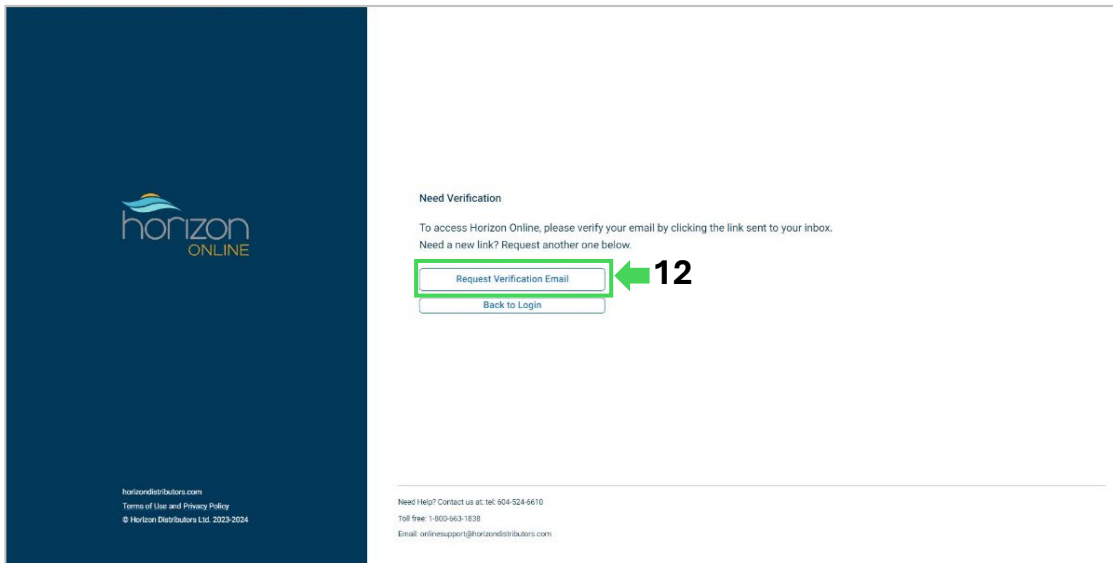 horizon
ONLINE
Need Verification
To access Horizon Online, please verify your email by clicking the link sent to your inbox.
Need a new link? Request another one below.
Request Verification Email
12
Back to Login
horizondistributors.com
Terms of Use and Privacy Policy
© Horizon Distributors Ltd. 2023-2024
Need Help? Contact us at: tel: 604-524-6610
Toll free: 1-800-663-1838
Email: onlinesupport@horizondistributors.com